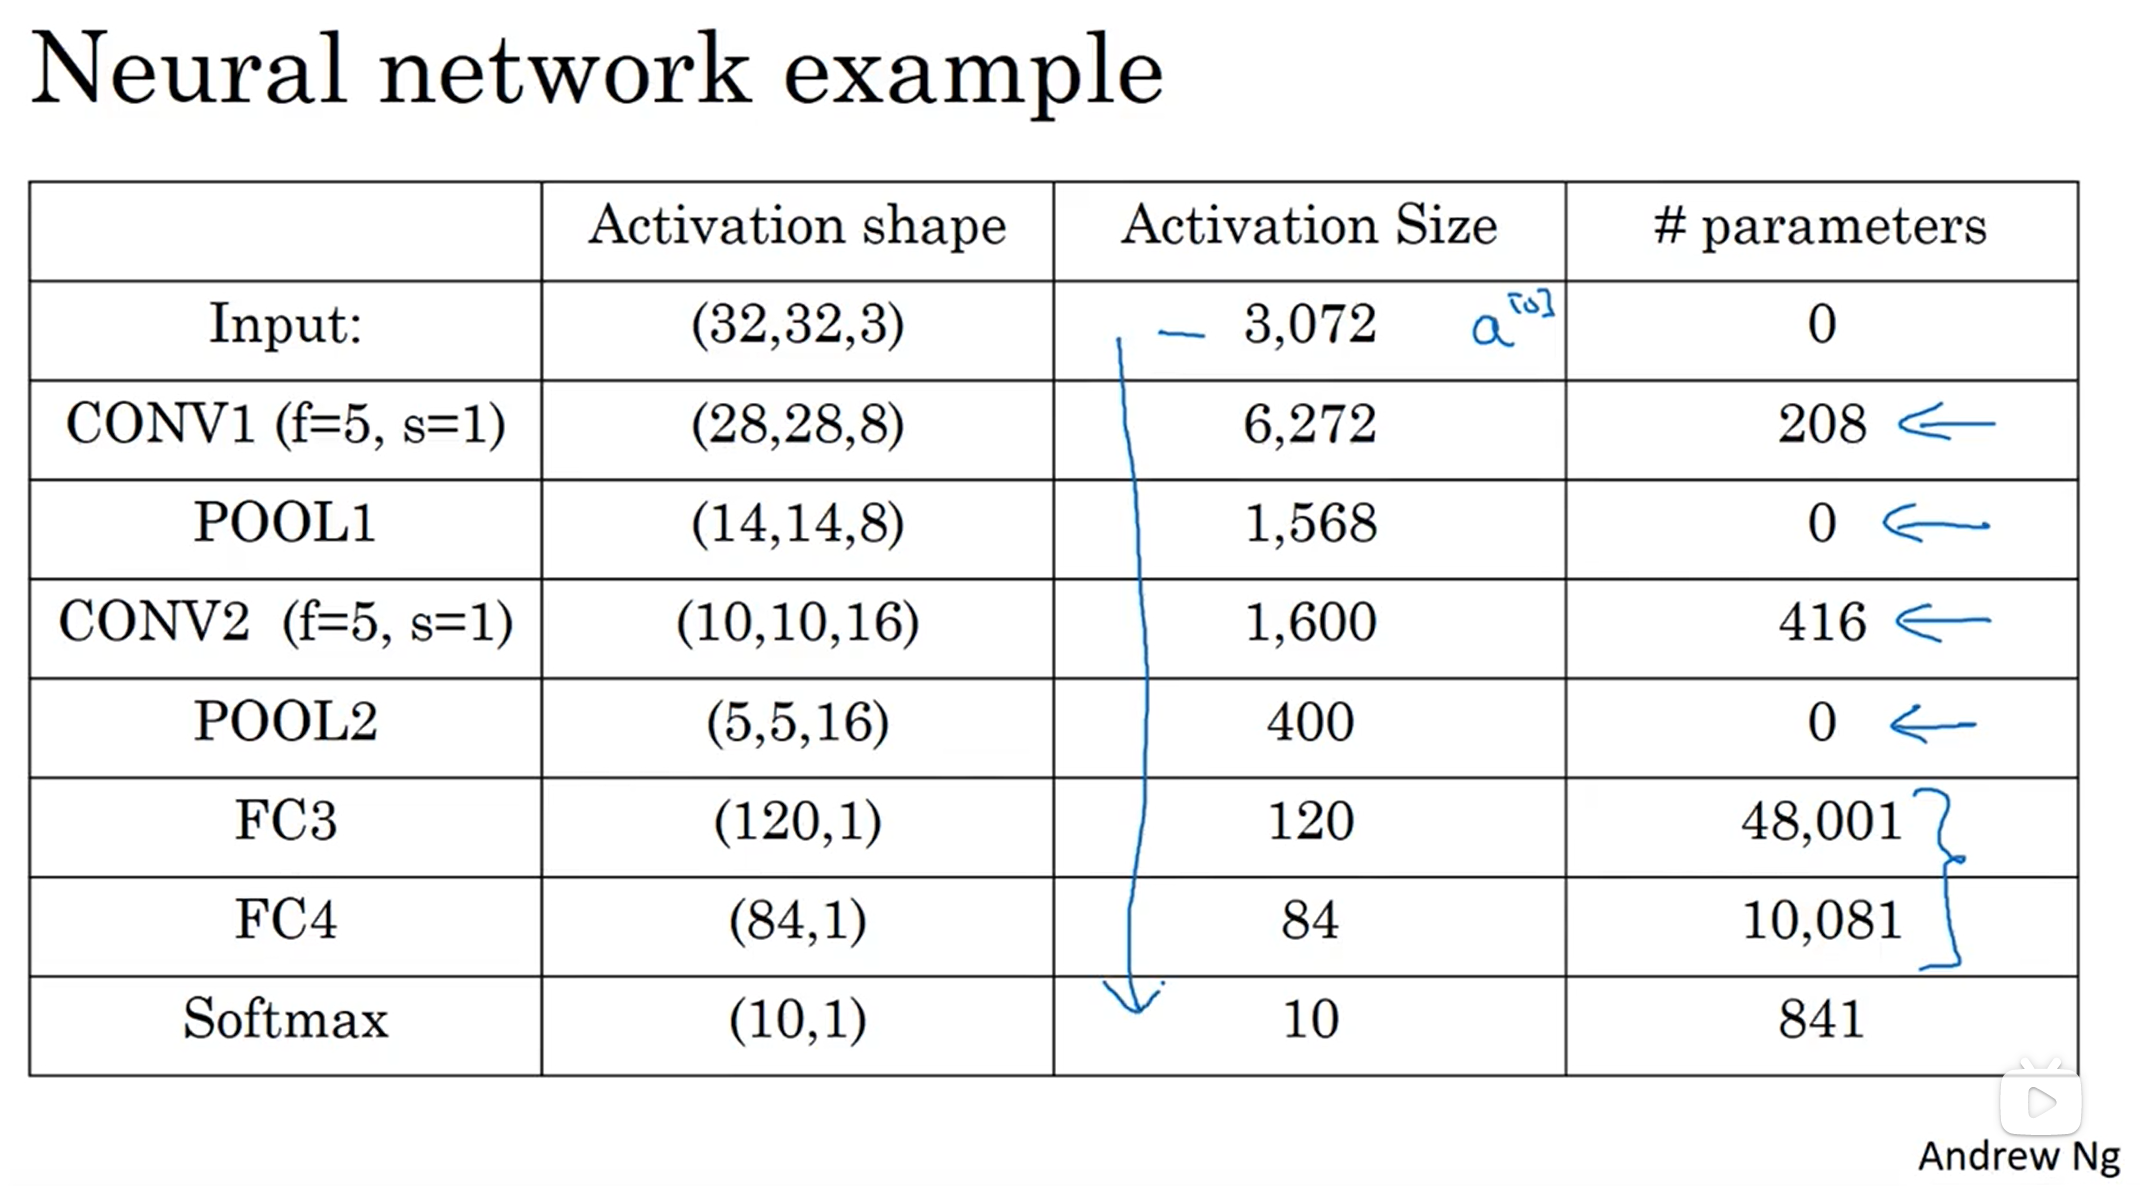 Neural network example
Activation shape Activation Size # parameters
Input: (32,32,3) — 3,072 a[0] 0
CONV1 (f=5, s=1) (28,28,8) 6,272 208 ←
POOL1 (14,14,8) 1,568 0 ←
CONV2 (f=5, s=1) (10,10,16) 1,600 416 ←
POOL2 (5,5,16) 400 0 ←
FC3 (120,1) 120 48,001
FC4 (84,1) 84 10,081
Softmax (10,1) 10 841
Andrew Ng